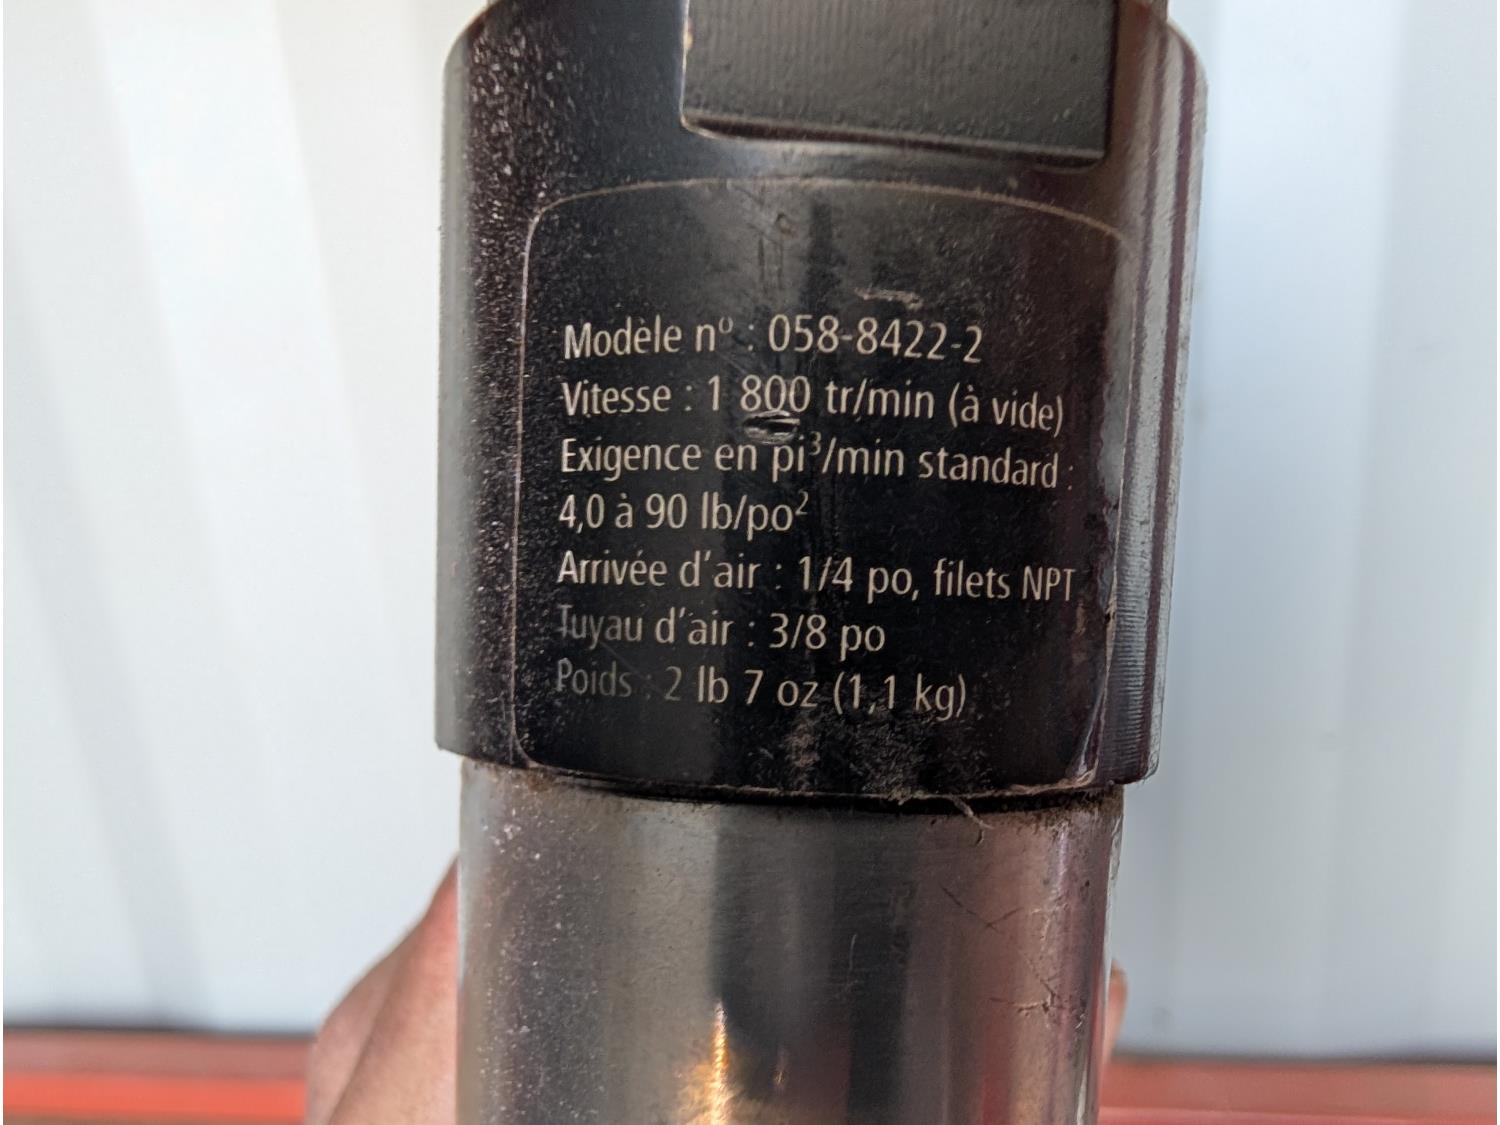 Modèle nº : 058-8422-2
Vitesse : 1 800 tr/min (à vide)
Exigence en pi³/min standard :
4,0 à 90 lb/po²
Arrivée d'air : 1/4 po, filets NPT
Tuyau d'air : 3/8 po
Poids : 2 lb 7 oz (1,1 kg)